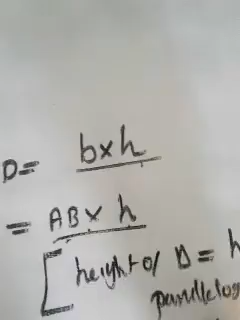 D= b×h
= AB× h
[height of D = h